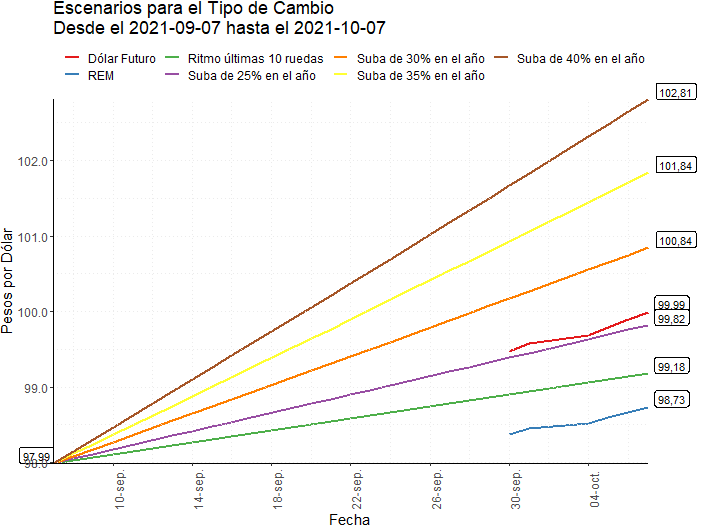 Escenarios para el Tipo de Cambio
Desde el 2021-09-07 hasta el 2021-10-07
Dólar Futuro
Ritmo últimas 10 ruedas
Suba de 30% en el año
Suba de 40% en el año
REM
Suba de 25% en el año
Suba de 35% en el año
102,81
102.0
101,84
101.0
100,84
Pesos por Dólar
100.0
99,99
99,82
99,18
99.0
98,73
97,99
98.0
10-sep.
14-sep.
18-sep.
22-sep.
26-sep.
30-sep.
04-oct.
Fecha